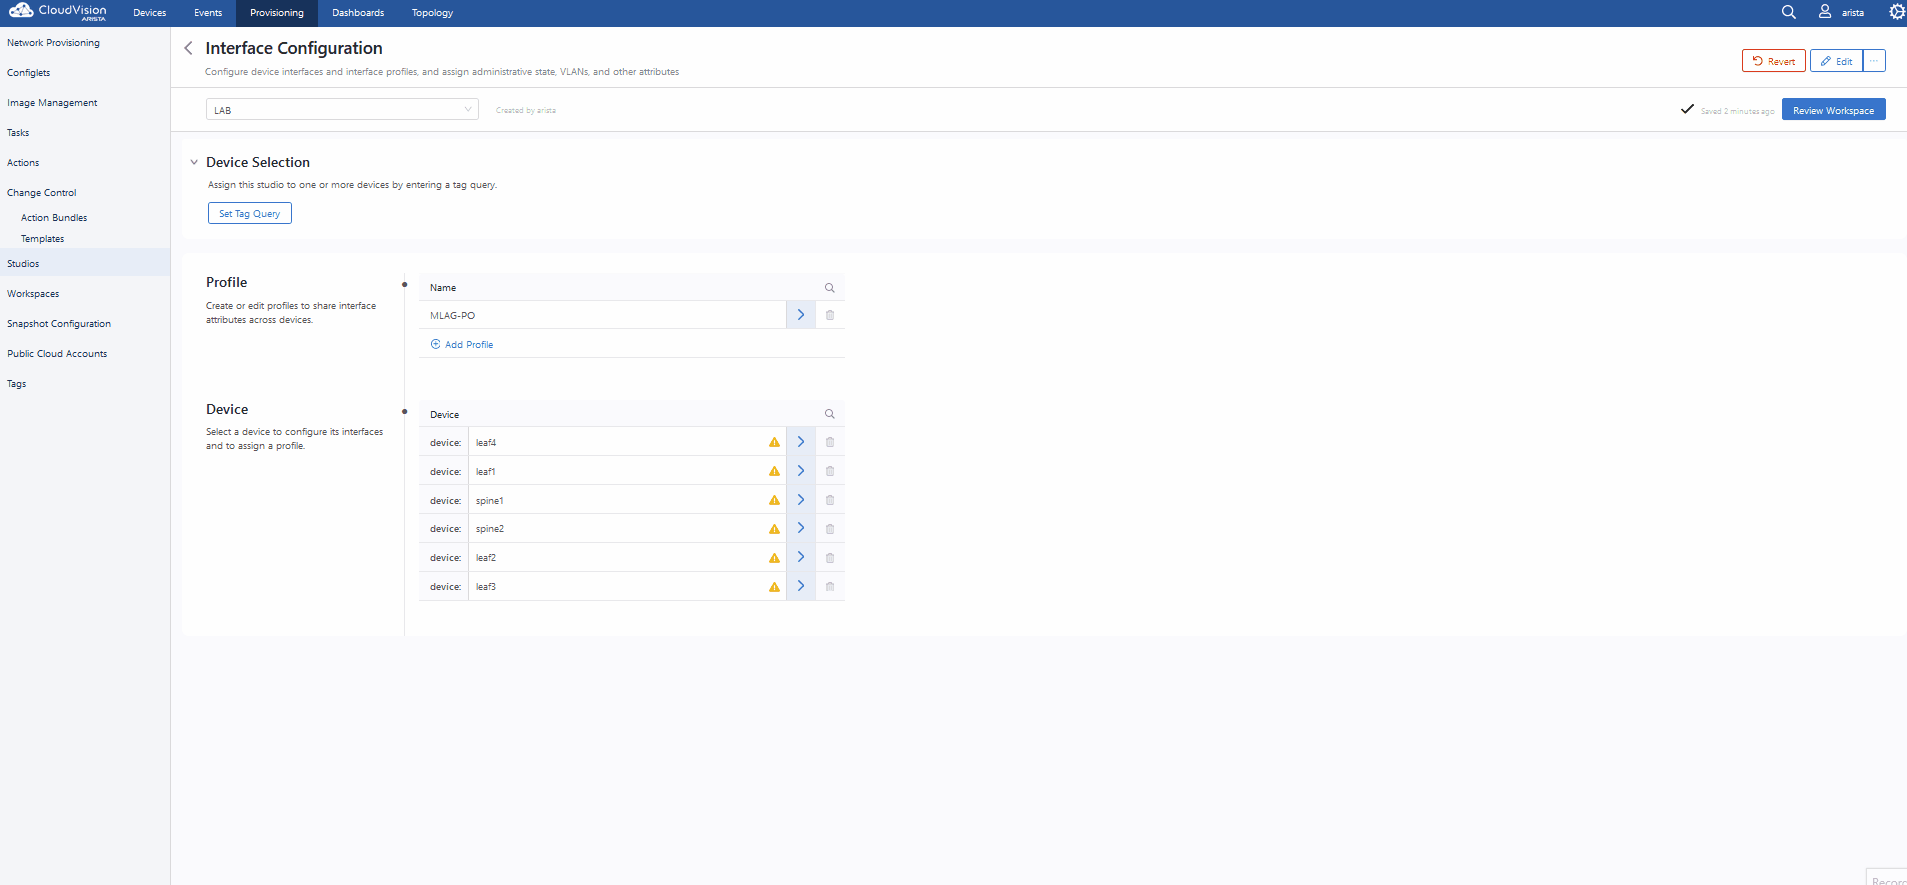 CloudVision
ARISTA
Devices
Events
Provisioning
Dashboards
Topology
arista
Network Provisioning
Configlets
Image Management
Tasks
Actions
Change Control
Action Bundles
Templates
Studios
Workspaces
Snapshot Configuration
Public Cloud Accounts
Tags
Interface Configuration
Configure device interfaces and interface profiles, and assign administrative state, VLANs, and other attributes
Revert
Edit
...
LAB
Created by arista
Saved 2 minutes ago
Review Workspace
Device Selection
Assign this studio to one or more devices by entering a tag query.
Set Tag Query
Profile
Create or edit profiles to share interface
attributes across devices.
Name
MLAG-PO
Add Profile
Device
Select a device to configure its interfaces
and to assign a profile.
Device
device: leaf4
device: leaf1
device: spine1
device: spine2
device: leaf2
device: leaf3